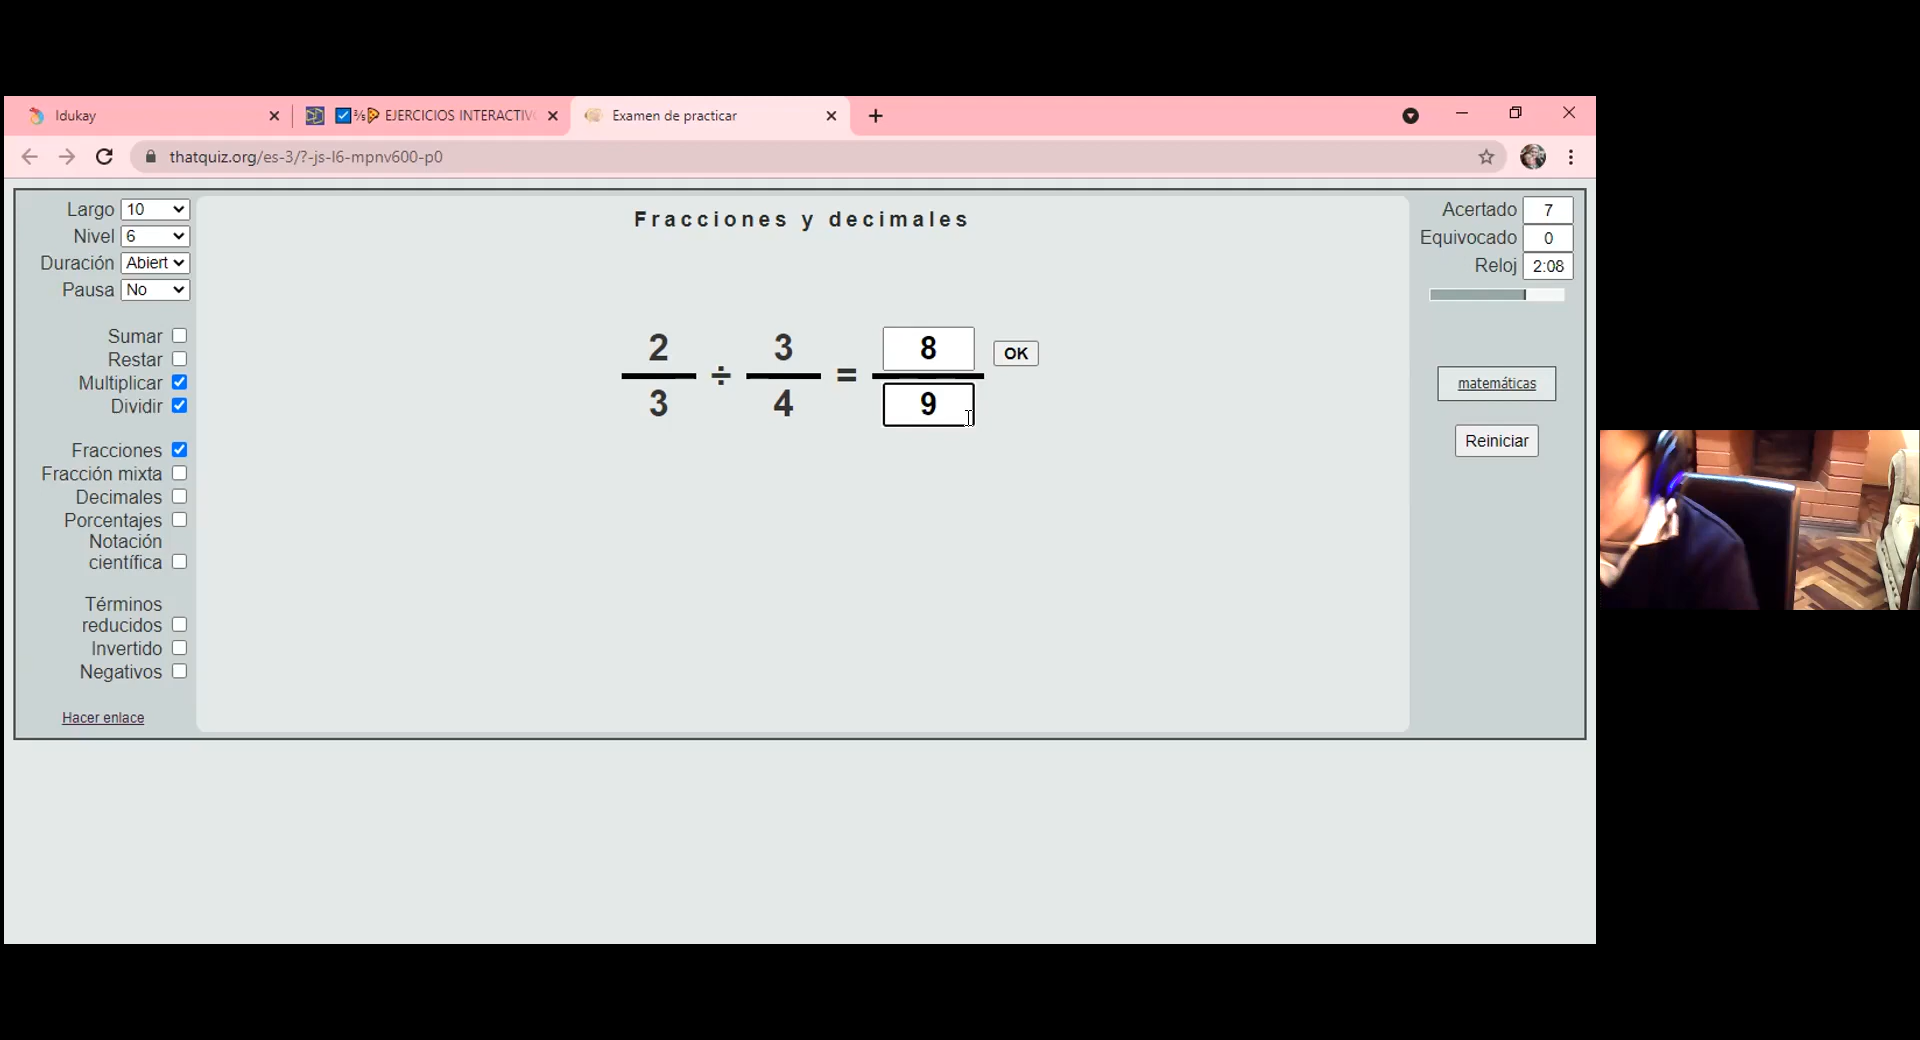 Idukay
⅗ EJERCICIOS INTERACTIV
Examen de practicar
thatquiz.org/es-3/?-js-l6-mpnv600-p0
Largo 10
Nivel 6
Duración Abiert
Pausa No
Sumar
Restar
Multiplicar
Dividir
Fracciones
Fracción mixta
Decimales
Porcentajes
Notación
científica
Términos
reducidos
Invertido
Negativos
Hacer enlace
Fracciones y decimales
2 3 8 OK
÷ =
3 4 9
Acertado 7
Equivocado 0
Reloj 2:08
matemáticas
Reiniciar